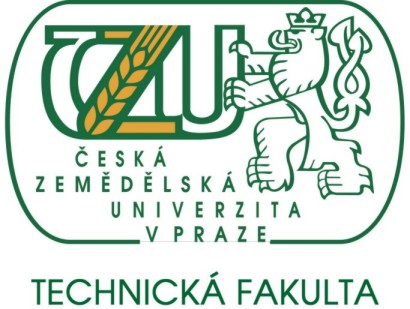 ČZU
ČESKÁ
ZEMĚDĚLSKÁ
UNIVERZITA
V PRAZE
TECHNICKÁ FAKULTA